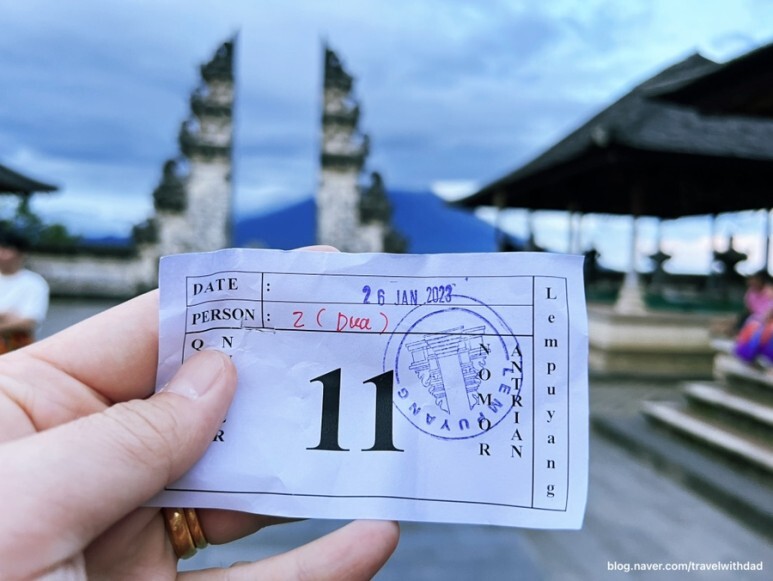 DATE : 26 JAN 2023
PERSON : 2 (Dua)
11
NOMOR
ANTRIAN
Lempuyang
LEMPUYANG
blog.naver.com/travelwithdad